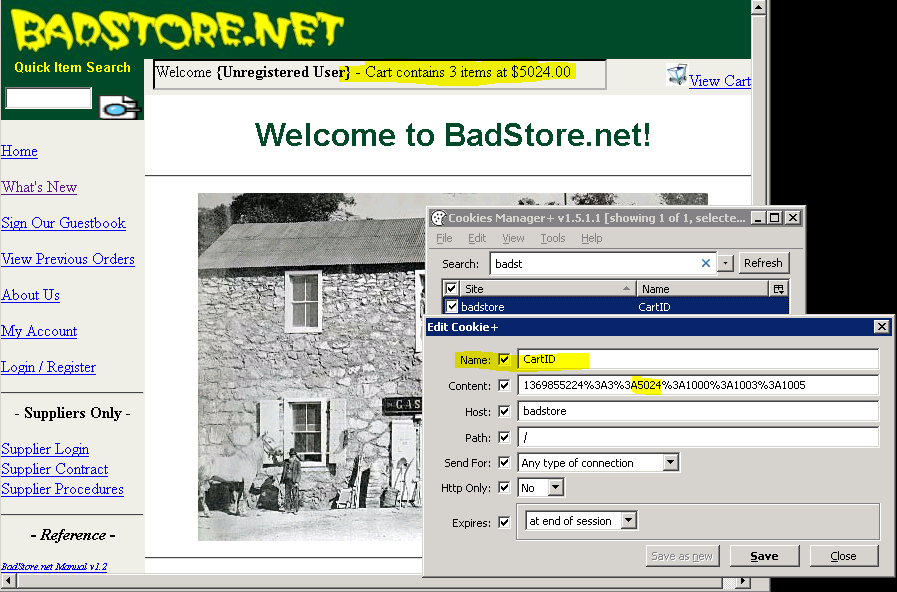 BADSTORE.NET
Quick Item Search
Welcome {Unregistered User} - Cart contains 3 items at $5024.00
View Cart
Welcome to BadStore.net!
Home
What's New
Sign Our Guestbook
View Previous Orders
About Us
My Account
Login / Register
- Suppliers Only -
Supplier Login
Supplier Contract
Supplier Procedures
- Reference -
BadStore.net Manual v1.2
GAS
Cookies Manager+ v1.5.1.1 [showing 1 of 1, selecte...
File Edit View Tools Help
Search: badst Refresh
Site Name
badstore CartID
Edit Cookie+
Name: CartID
Content: 1369855224%3A3%3A5024%3A1000%3A1003%3A1005
Host: badstore
Path: /
Send For: Any type of connection
Http Only: No
Expires: at end of session
Save as new Save Close